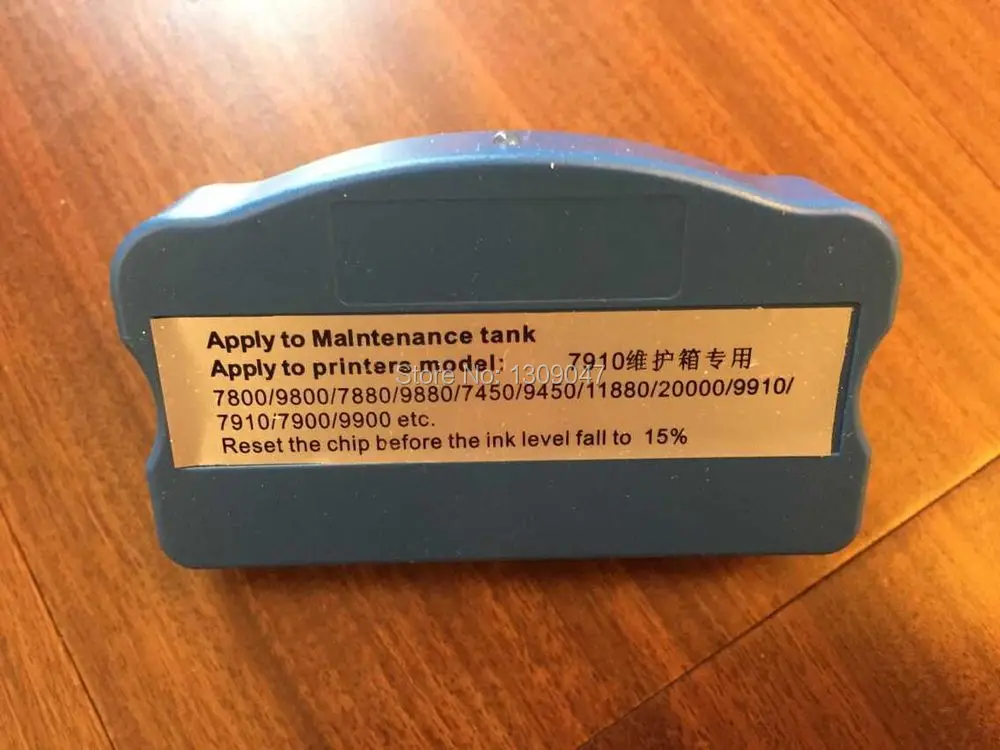 Apply to MaIntenance tank
Apply to printers model: 7910维护箱专用
Store No: 1309047
7800/9800/7880/9880/7450/9450/11880/20000/9910/
7910/7900/9900 etc.
Reset the chip before the ink level fall to 15%